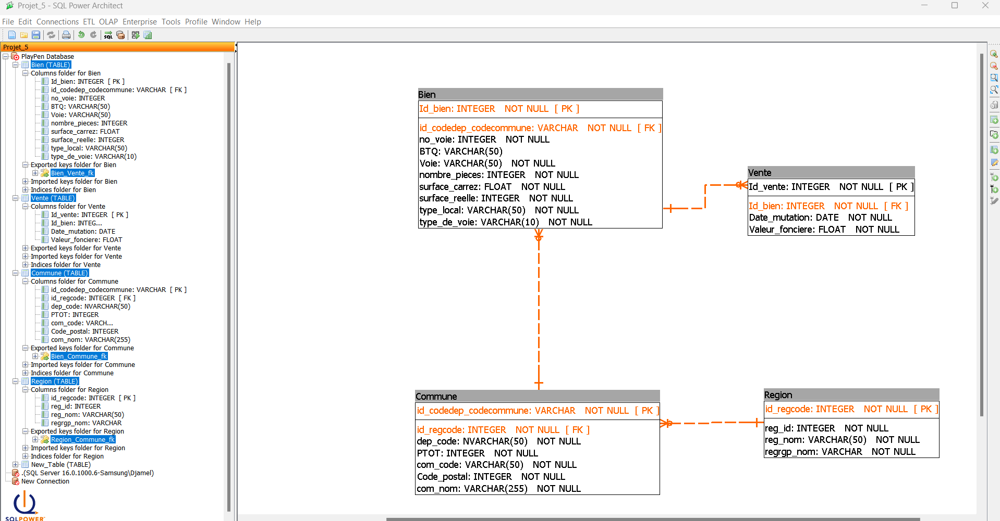 Projet_5 - SQL Power Architect
File Edit Connections ETL OLAP Enterprise Tools Profile Window Help
SQL
Projet_5
PlayPen Database
Bien (TABLE)
Columns folder for Bien
Id_bien: INTEGER [ PK ]
id_codedep_codecommune: VARCHAR [ FK ]
no_voie: INTEGER
BTQ: VARCHAR(50)
Voie: VARCHAR(50)
nombre_pieces: INTEGER
surface_carrez: FLOAT
surface_reelle: INTEGER
type_local: VARCHAR(50)
type_de_voie: VARCHAR(10)
Exported keys folder for Bien
Bien_Vente_fk
Imported keys folder for Bien
Indices folder for Bien
Vente (TABLE)
Columns folder for Vente
Id_vente: INTEGER [ PK ]
Id_bien: INTEG...
Date_mutation: DATE
Valeur_fonciere: FLOAT
Exported keys folder for Vente
Imported keys folder for Vente
Indices folder for Vente
Commune (TABLE)
Columns folder for Commune
id_codedep_codecommune: VARCHAR [ PK ]
id_regcode: INTEGER [ FK ]
dep_code: NVARCHAR(50)
PTOT: INTEGER
com_code: VARCH...
Code_postal: INTEGER
com_nom: VARCHAR(255)
Exported keys folder for Commune
Bien_Commune_fk
Imported keys folder for Commune
Indices folder for Commune
Region (TABLE)
Columns folder for Region
id_regcode: INTEGER [ PK ]
reg_id: INTEGER
reg_nom: VARCHAR(50)
regrgp_nom: VARCHAR
Exported keys folder for Region
Region_Commune_fk
Imported keys folder for Region
Indices folder for Region
New_Table (TABLE)
.(SQL Server 16.0.1000.6-Samsung\Djamel)
New Connection
SQLPOWER
Bien
Id_bien: INTEGER NOT NULL [ PK ]
id_codedep_codecommune: VARCHAR NOT NULL [ FK ]
no_voie: INTEGER NOT NULL
BTQ: VARCHAR(50)
Voie: VARCHAR(50) NOT NULL
nombre_pieces: INTEGER NOT NULL
surface_carrez: FLOAT NOT NULL
surface_reelle: INTEGER NOT NULL
type_local: VARCHAR(50) NOT NULL
type_de_voie: VARCHAR(10) NOT NULL
Vente
Id_vente: INTEGER NOT NULL [ PK ]
Id_bien: INTEGER NOT NULL [ FK ]
Date_mutation: DATE NOT NULL
Valeur_fonciere: FLOAT NOT NULL
Commune
id_codedep_codecommune: VARCHAR NOT NULL [ PK ]
id_regcode: INTEGER NOT NULL [ FK ]
dep_code: NVARCHAR(50) NOT NULL
PTOT: INTEGER NOT NULL
com_code: VARCHAR(50) NOT NULL
Code_postal: INTEGER NOT NULL
com_nom: VARCHAR(255) NOT NULL
Region
id_regcode: INTEGER NOT NULL [ PK ]
reg_id: INTEGER NOT NULL
reg_nom: VARCHAR(50) NOT NULL
regrgp_nom: VARCHAR NOT NULL